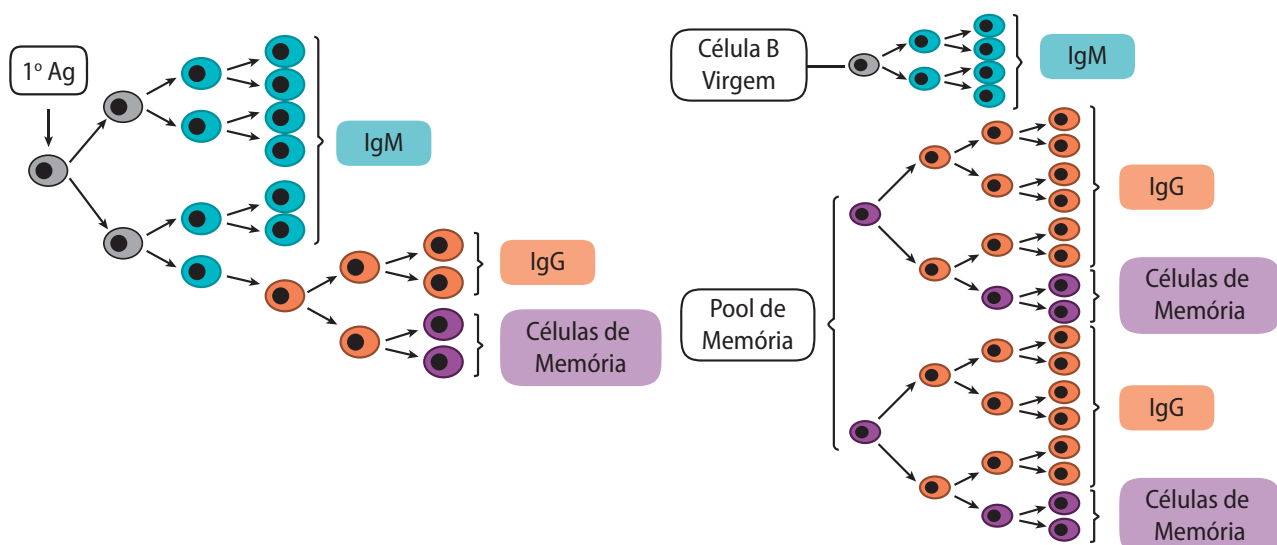 1º Ag
IgM
IgG
Células de
Memória
Célula B
Virgem
IgM
IgG
Células de
Memória
Pool de
Memória
IgG
Células de
Memória